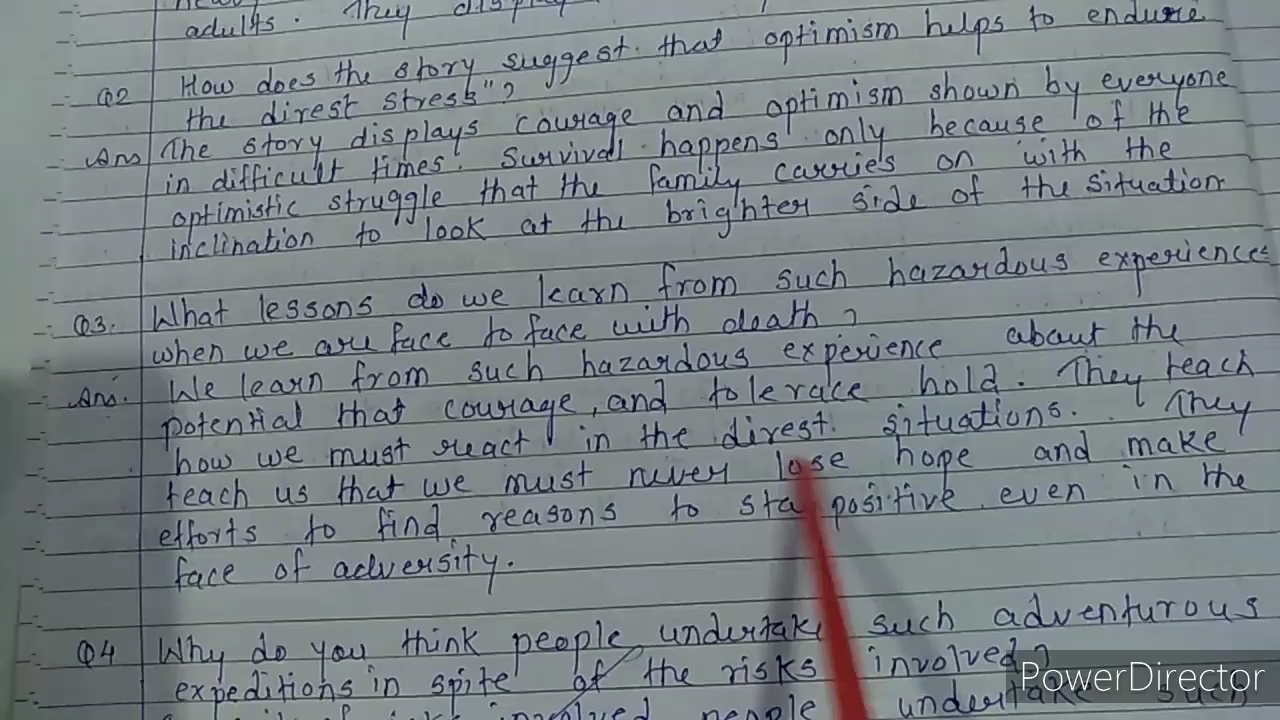 adults. They
Q2 How does the story suggest that optimism helps to endure
the direst stress"?
Ans The story displays courage and optimism shown by everyone
in difficult times. Survival happens only because of the
optimistic struggle that the family carries on with the
inclination to look at the brighter side of the situation
Q3. What lessons do we learn from such hazardous experiences
when we are face to face with death?
Ans. We learn from such hazardous experience about the
potential that courage, and tolerace hold. They teach
how we must react in the direst situations. They
teach us that we must never lose hope and make
efforts to find reasons to sta positive even in the
face of adversity.
Q4 Why do you think people undertake such adventurous
expeditions in spite of the risks involved?
involved people undertake such
PowerDirector